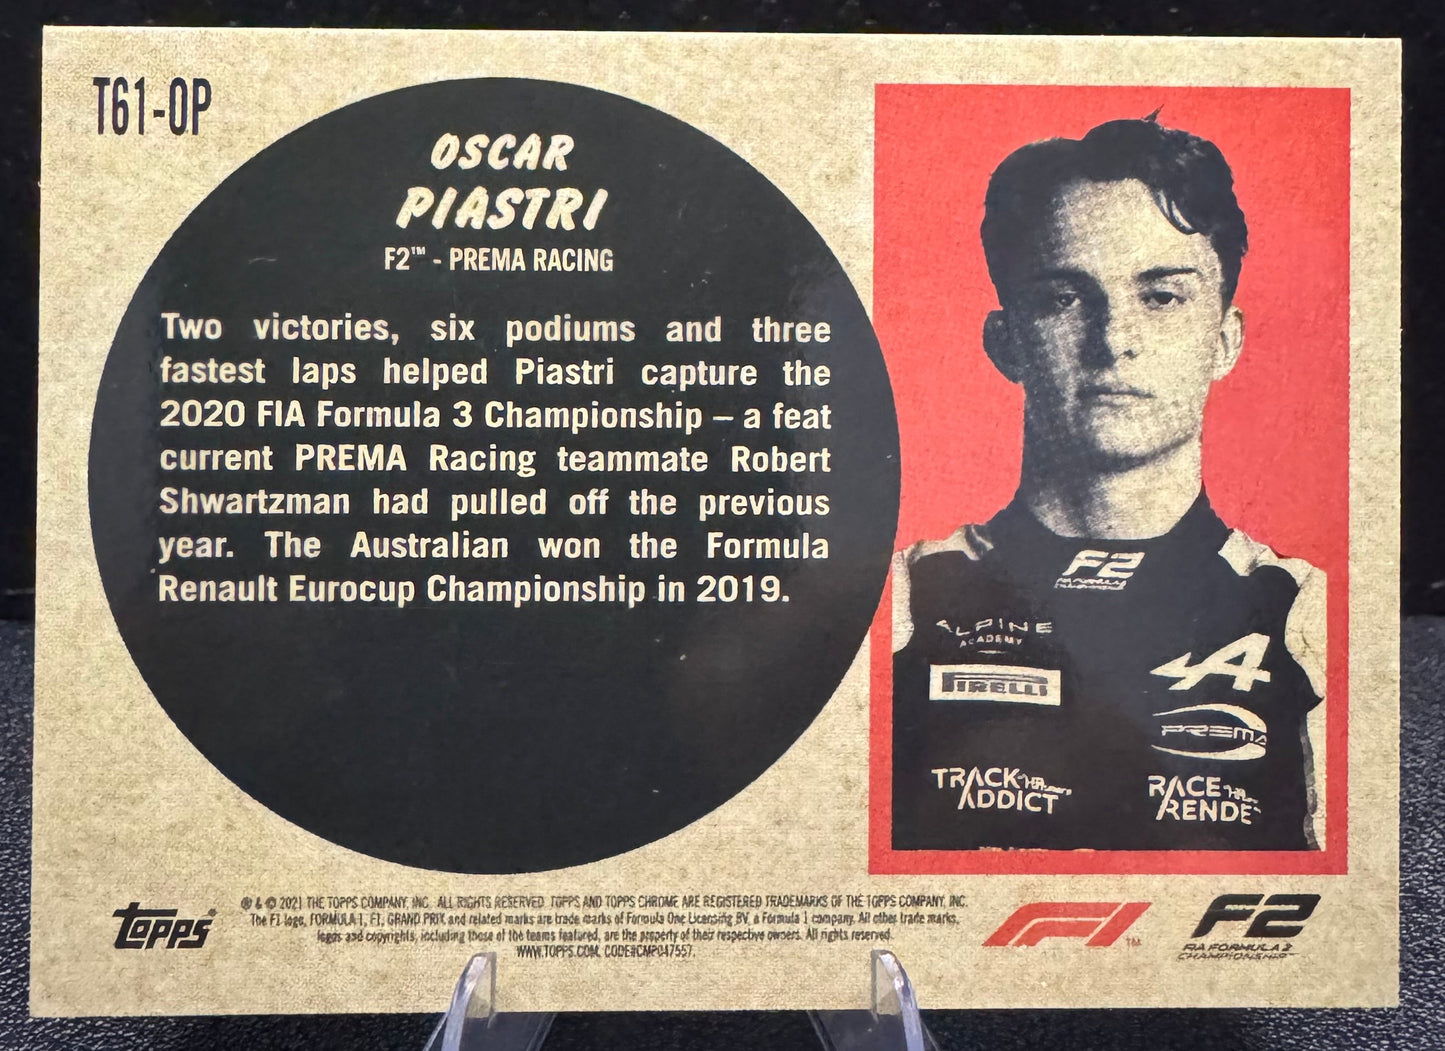 T61-OP
OSCAR
PIASTRI
F2™ - PREMA RACING
Two victories, six podiums and three
fastest laps helped Piastri capture the
2020 FIA Formula 3 Championship – a feat
current PREMA Racing teammate Robert
Shwartzman had pulled off the previous
year. The Australian won the Formula
Renault Eurocup Championship in 2019.
F2
FIA FORMULA 2
CHAMPIONSHIP
ALPINE
ACADEMY
PIRELLI
A
PREMA
TRACK
ADDICT
RACE
RENDE
topps®
® & © 2021 THE TOPPS COMPANY, INC. ALL RIGHTS RESERVED. TOPPS AND TOPPS CHROME ARE REGISTERED TRADEMARKS OF THE TOPPS COMPANY, INC.
The F1 logo, FORMULA 1, F1, GRAND PRIX and related marks are trade marks of Formula One Licensing BV, a Formula 1 company. All other trade marks,
logos and copyrights, including those of the teams featured, are the property of their respective owners. All rights reserved.
WWW.TOPPS.COM. CODE#CMP047557.
F1™
F2
FIA FORMULA 2
CHAMPIONSHIP